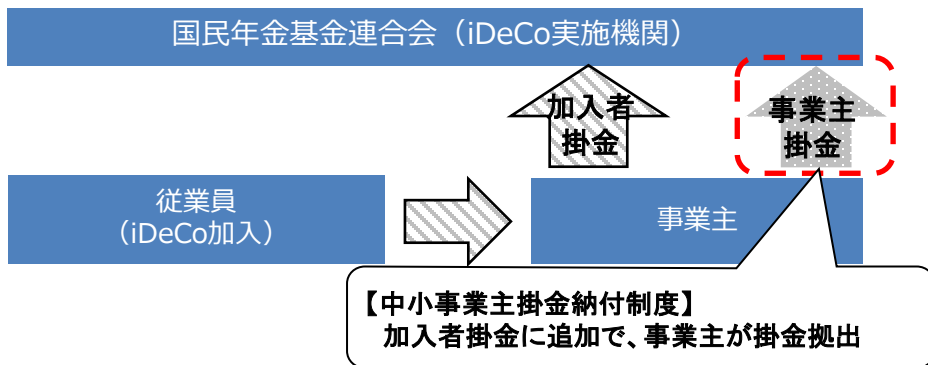 国民年金基金連合会（iDeCo実施機関）
加入者
掛金
事業主
掛金
従業員
（iDeCo加入）
事業主
【中小事業主掛金納付制度】
加入者掛金に追加で、事業主が掛金拠出